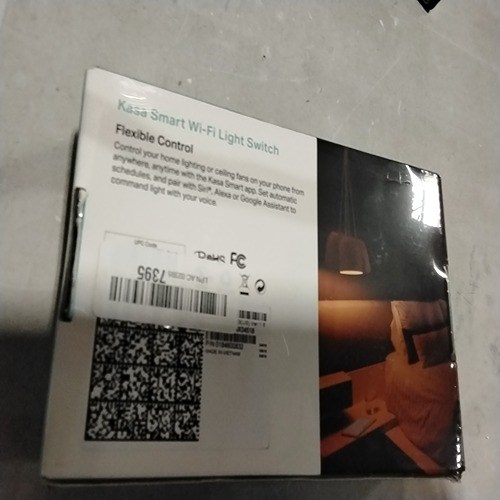 Kasa Smart Wi-Fi Light Switch
Flexible Control
Control your home lighting or ceiling fans on your phone from
anywhere, anytime with the Kasa Smart app. Set automatic
schedules, and pair with Siri®, Alexa or Google Assistant to
command light with your voice.
UPC Code
RoHS FC
7395
MADE IN VIETNAM